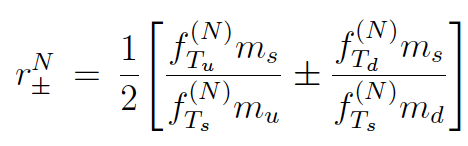 r_{\pm}^{N} = \frac{1}{2} \left[ \frac{f_{T_u}^{(N)} m_s}{f_{T_s}^{(N)} m_u} \pm \frac{f_{T_d}^{(N)} m_s}{f_{T_s}^{(N)} m_d} \right]